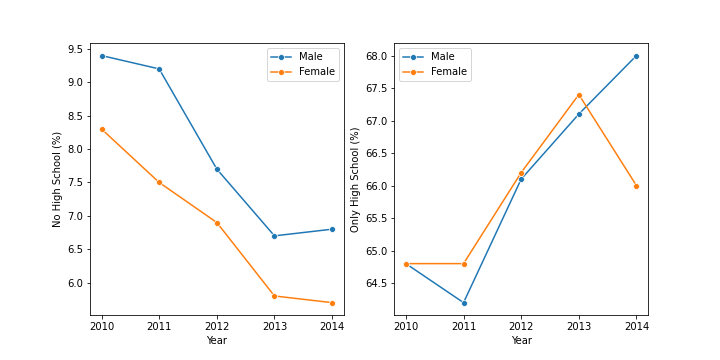 9.5
9.0
8.5
8.0
7.5
7.0
6.5
6.0
No High School (%)
2010 2011 2012 2013 2014
Year
Male
Female
68.0
67.5
67.0
66.5
66.0
65.5
65.0
64.5
Only High School (%)
2010 2011 2012 2013 2014
Year
Male
Female